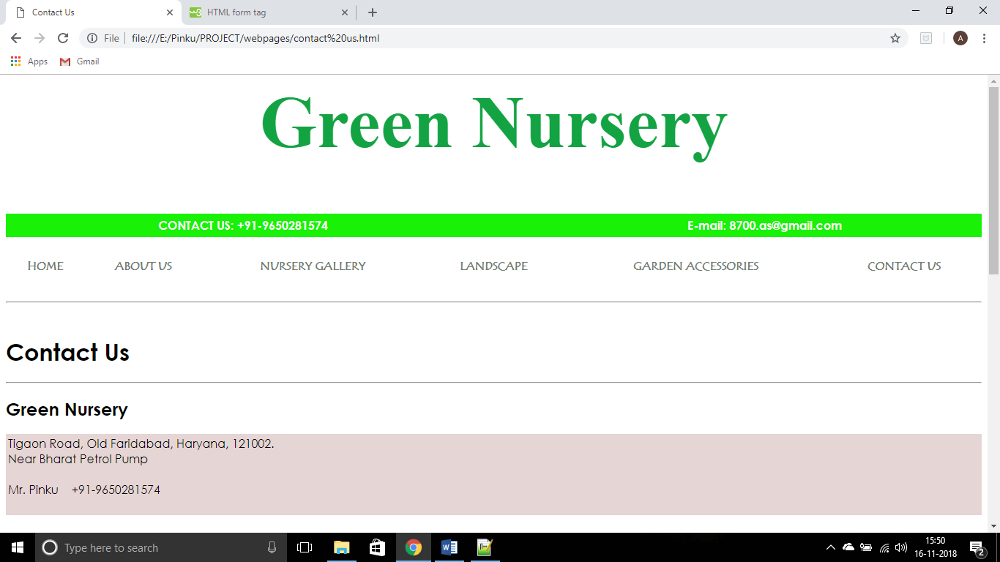 Contact Us
HTML form tag
File
file:///E:/Pinku/PROJECT/webpages/contact%20us.html
A
Apps
Gmail
Green Nursery
CONTACT US: +91-9650281574 E-mail: 8700.as@gmail.com
HOME ABOUT US NURSERY GALLERY LANDSCAPE GARDEN ACCESSORIES CONTACT US
Contact Us
Green Nursery
Tigaon Road, Old Faridabad, Haryana, 121002.
Near Bharat Petrol Pump
Mr. Pinku +91-9650281574
Type here to search
15:50
16-11-2018
2